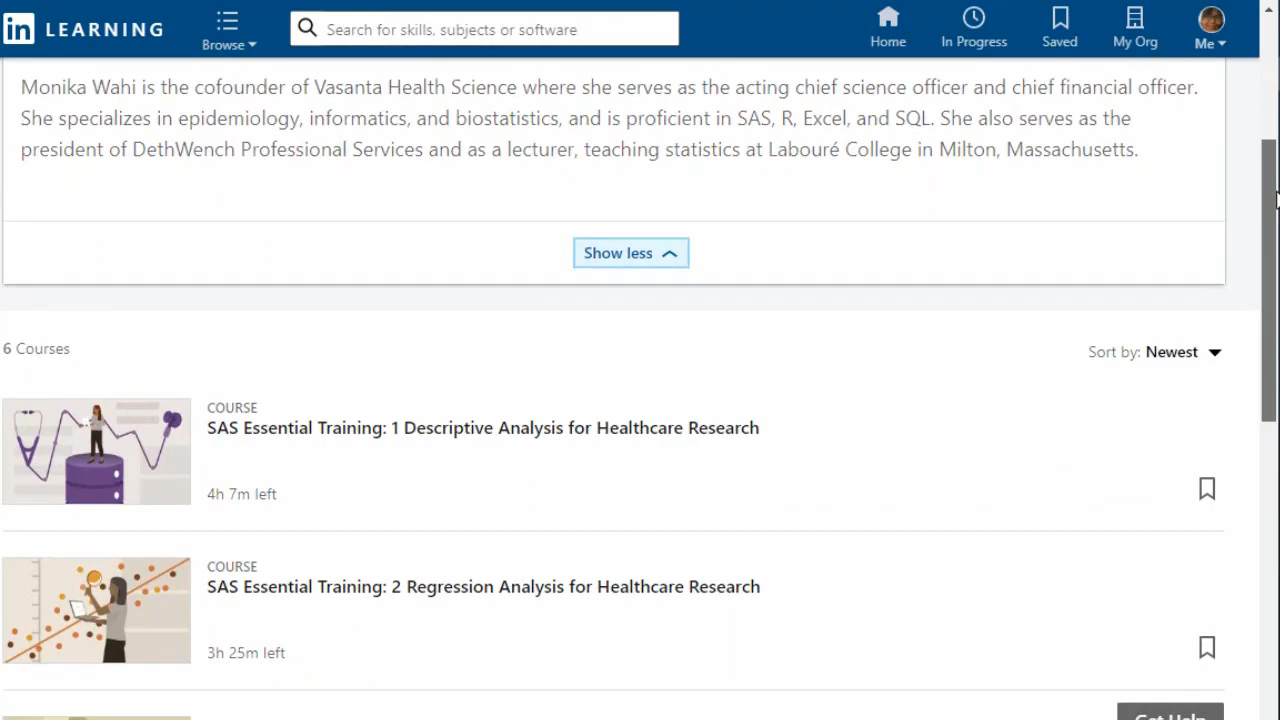 in LEARNING
Browse
Search for skills, subjects or software
Home
In Progress
Saved
My Org
Me
Monika Wahi is the cofounder of Vasanta Health Science where she serves as the acting chief science officer and chief financial officer.
She specializes in epidemiology, informatics, and biostatistics, and is proficient in SAS, R, Excel, and SQL. She also serves as the
president of DethWench Professional Services and as a lecturer, teaching statistics at Labouré College in Milton, Massachusetts.
Show less
6 Courses
Sort by: Newest
COURSE
SAS Essential Training: 1 Descriptive Analysis for Healthcare Research
4h 7m left
COURSE
SAS Essential Training: 2 Regression Analysis for Healthcare Research
3h 25m left
Get Help